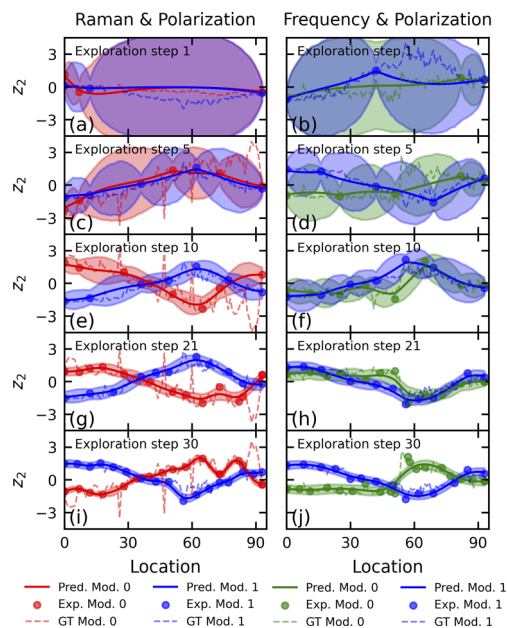 Raman & Polarization
Frequency & Polarization
Exploration step 1
Exploration step 1
z2
3
0
−3
(a)
(b)
Exploration step 5
Exploration step 5
z2
3
0
−3
(c)
(d)
Exploration step 10
Exploration step 10
z2
3
0
−3
(e)
(f)
Exploration step 21
Exploration step 21
z2
3
0
−3
(g)
(h)
Exploration step 30
Exploration step 30
z2
3
0
−3
(i)
(j)
0 30 60 90
0 30 60 90
Location
Location
Pred. Mod. 0 Pred. Mod. 1 Pred. Mod. 0 Pred. Mod. 1
Exp. Mod. 0 Exp. Mod. 1 Exp. Mod. 0 Exp. Mod. 1
GT Mod. 0 GT Mod. 1 GT Mod. 0 GT Mod. 1